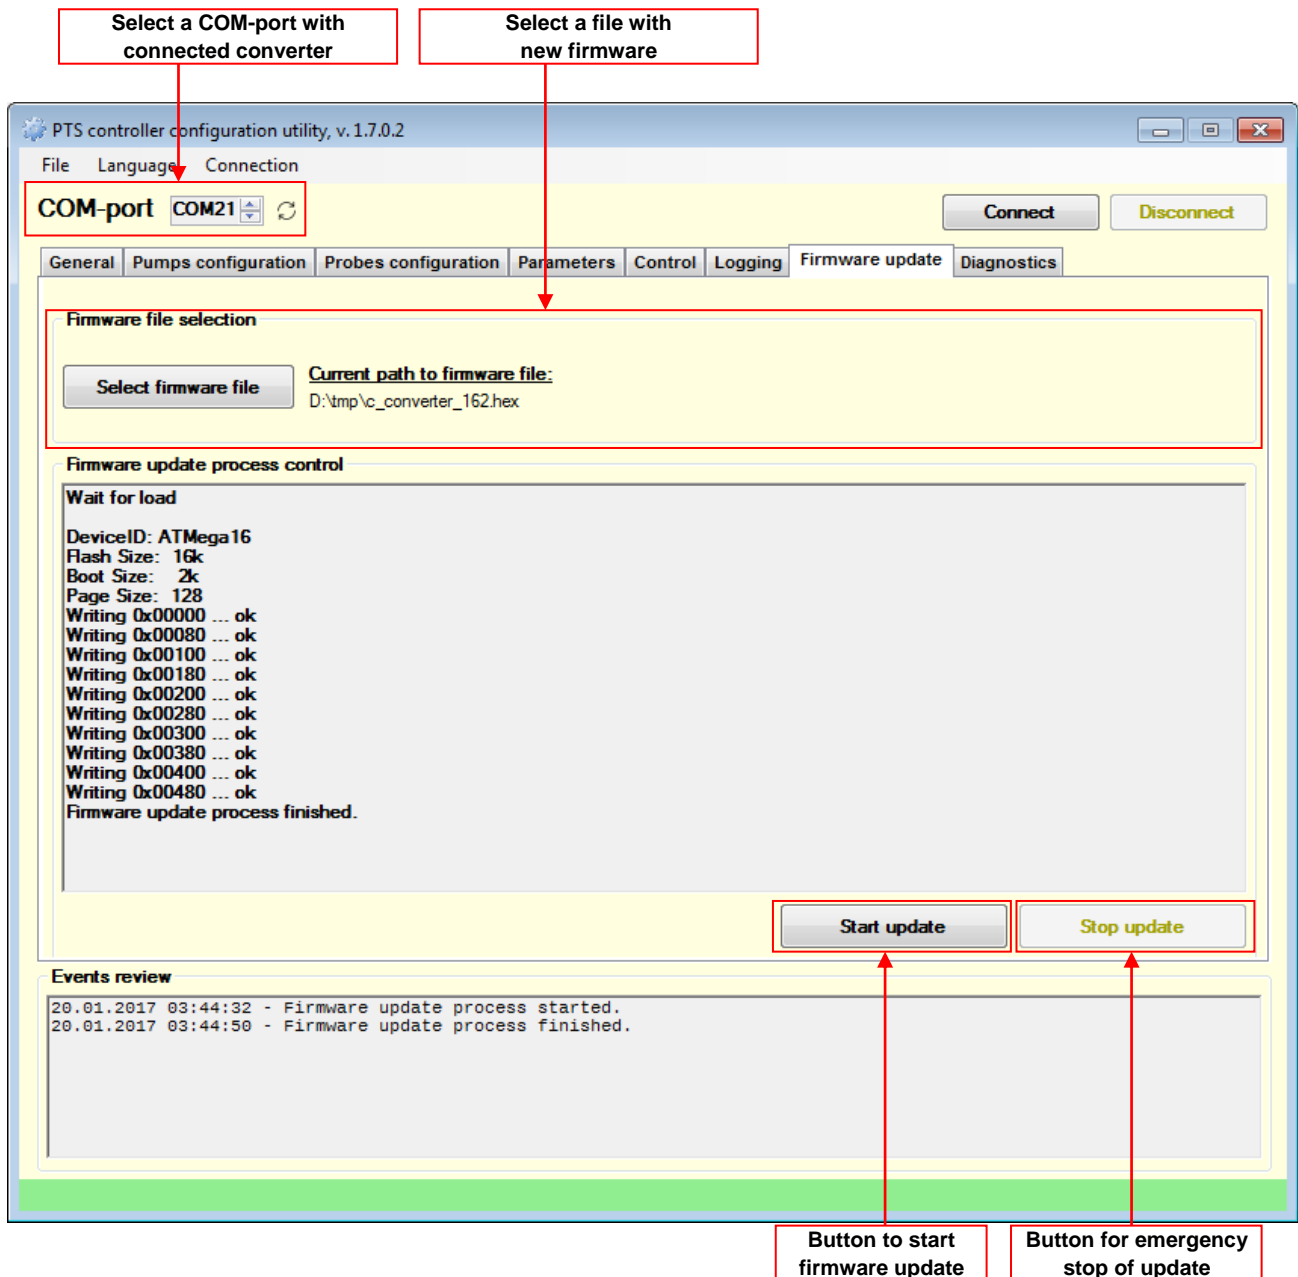 Select a COM-port with
connected converter
Select a file with
new firmware
PTS controller configuration utility, v. 1.7.0.2
File Language Connection
COM-port COM21 Connect Disconnect
General Pumps configuration Probes configuration Parameters Control Logging Firmware update Diagnostics
Firmware file selection
Select firmware file
Current path to firmware file:
D:\tmp\c_converter_162.hex
Firmware update process control
Wait for load
DeviceID: ATMega16
Flash Size: 16k
Boot Size: 2k
Page Size: 128
Writing 0x00000 ... ok
Writing 0x00080 ... ok
Writing 0x00100 ... ok
Writing 0x00180 ... ok
Writing 0x00200 ... ok
Writing 0x00280 ... ok
Writing 0x00300 ... ok
Writing 0x00380 ... ok
Writing 0x00400 ... ok
Writing 0x00480 ... ok
Firmware update process finished.
Start update Stop update
Events review
20.01.2017 03:44:32 - Firmware update process started.
20.01.2017 03:44:50 - Firmware update process finished.
Button to start
firmware update
Button for emergency
stop of update